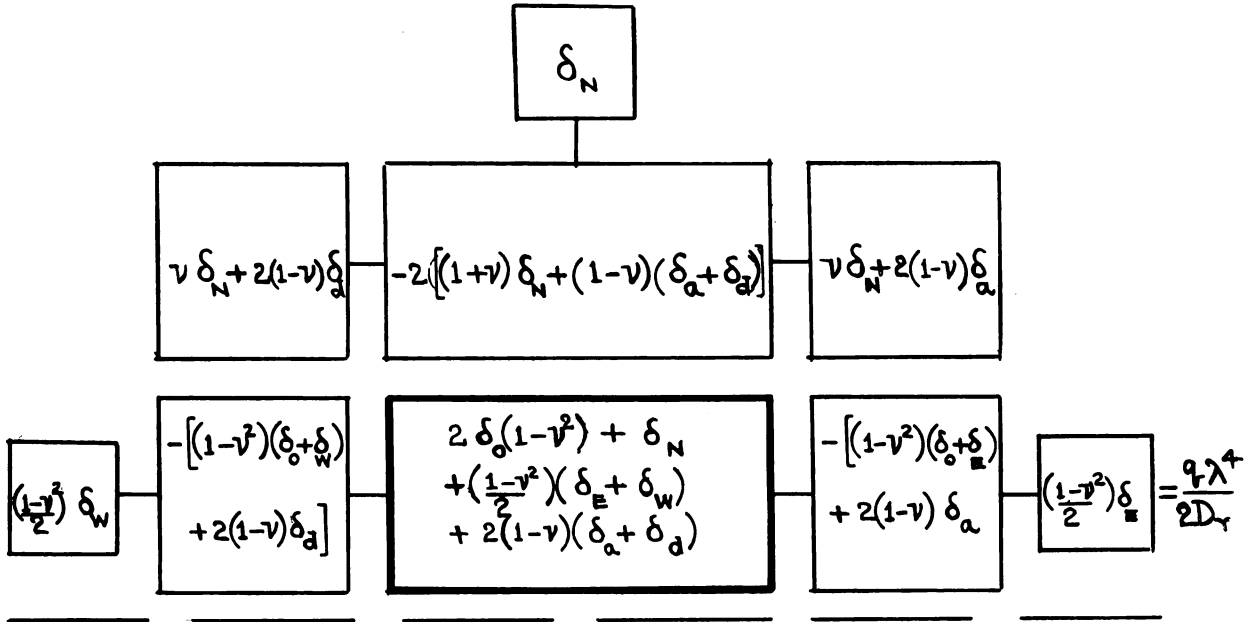 δ_N
ν δ_N + 2(1-ν)δ_d
-2[(1+ν) δ_N + (1-ν)(δ_a + δ_d)]
ν δ_N + 2(1-ν)δ_a
(1-ν²/2) δ_W
-[(1-ν²)(δ_o+δ_W)
+ 2(1-ν)δ_d]
2 δ_o(1-ν²) + δ_N
+(1-ν²/2)(δ_E + δ_W)
+ 2(1-ν)(δ_a + δ_d)
-[(1-ν²)(δ_o+δ_E)
+ 2(1-ν) δ_a
(1-ν²/2)δ_E
= qλ⁴/2D_r